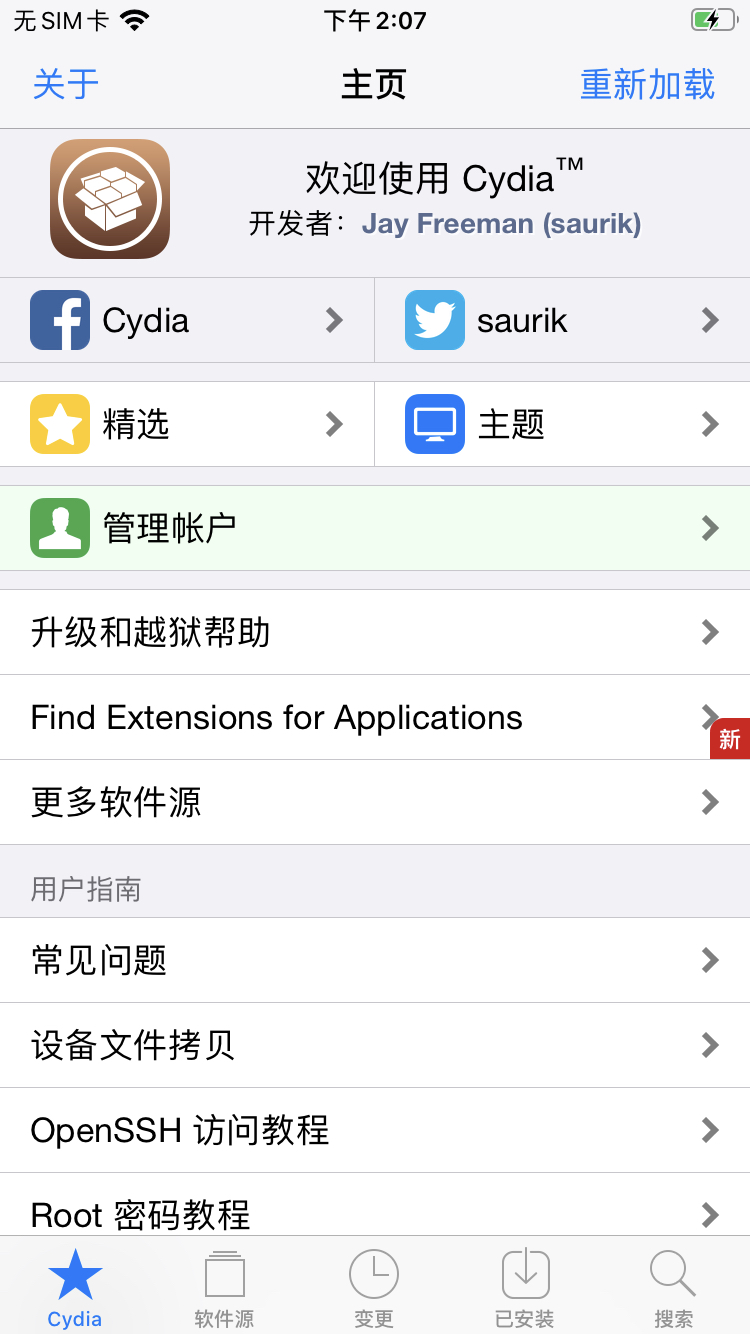 无SIM卡 下午2:07
关于 主页 重新加载
欢迎使用 Cydia™
开发者：Jay Freeman (saurik)
Cydia saurik
精选 主题
管理帐户
升级和越狱帮助
Find Extensions for Applications
新
更多软件源
用户指南
常见问题
设备文件拷贝
OpenSSH 访问教程
Root 密码教程
Cydia 软件源 变更 已安装 搜索